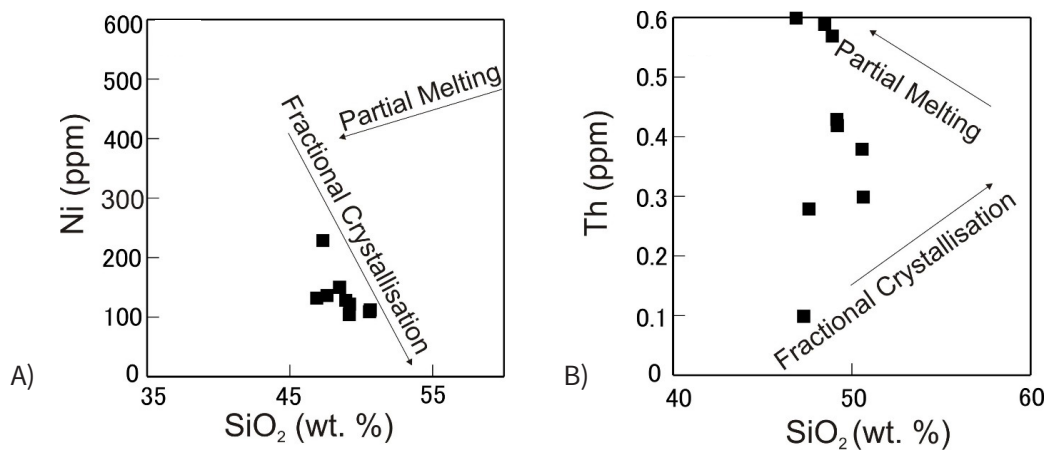 A)
Ni (ppm)
600
500
400
300
200
100
0
35
45
55
SiO₂ (wt. %)
Fractional Crystallisation
Partial Melting
B)
Th (ppm)
0.6
0.5
0.4
0.3
0.2
0.1
0
40
50
60
SiO₂ (wt. %)
Partial Melting
Fractional Crystallisation